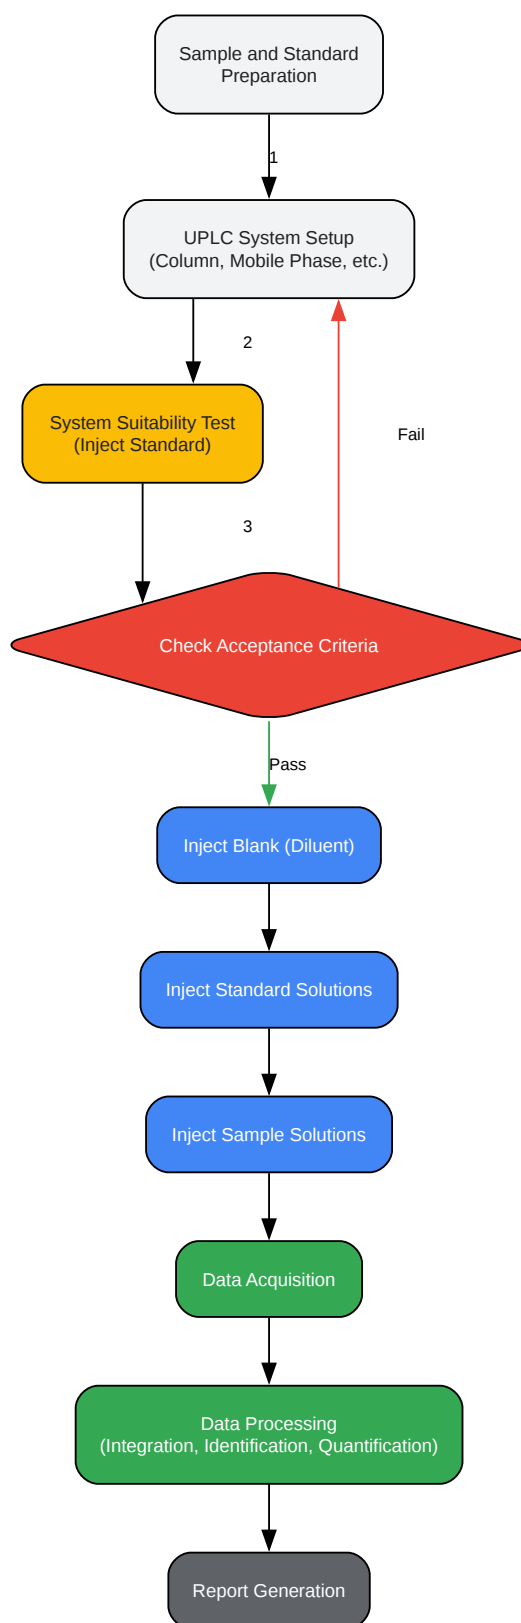 Sample and Standard
Preparation
1
UPLC System Setup
(Column, Mobile Phase, etc.)
2
System Suitability Test
(Inject Standard)
Fail
3
Check Acceptance Criteria
Pass
Inject Blank (Diluent)
Inject Standard Solutions
Inject Sample Solutions
Data Acquisition
Data Processing
(Integration, Identification, Quantification)
Report Generation